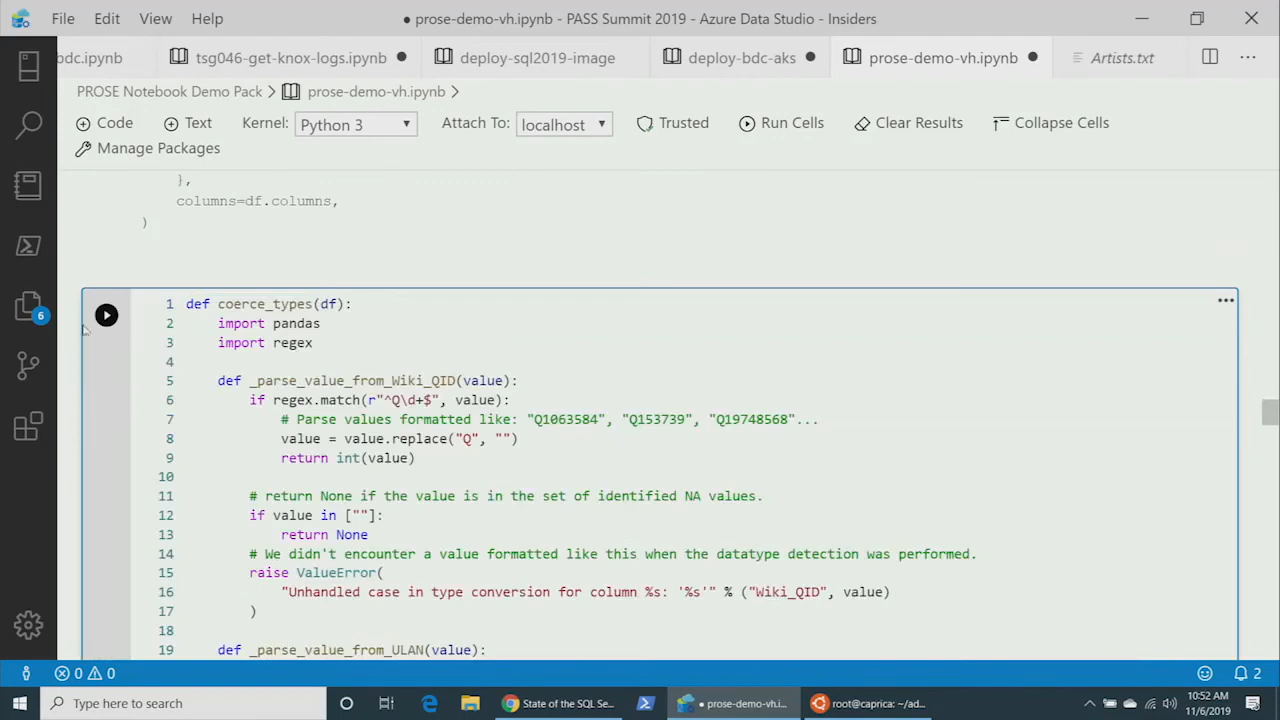 File Edit View Help
● prose-demo-vh.ipynb - PASS Summit 2019 - Azure Data Studio - Insiders
bdc.ipynb tsg046-get-knox-logs.ipynb ● deploy-sql2019-image deploy-bdc-aks ● prose-demo-vh.ipynb ● Artists.txt ...
PROSE Notebook Demo Pack > prose-demo-vh.ipynb >
Code Text Kernel: Python 3 Attach To: localhost Trusted Run Cells Clear Results Collapse Cells
Manage Packages
},
columns=df.columns,
)
1 def coerce_types(df):
2 import pandas
3 import regex
4
5 def _parse_value_from_Wiki_QID(value):
6 if regex.match(r"^Q\d+$", value):
7 # Parse values formatted like: "Q1063584", "Q153739", "Q19748568"...
8 value = value.replace("Q", "")
9 return int(value)
10
11 # return None if the value is in the set of identified NA values.
12 if value in [""]:
13 return None
14 # We didn't encounter a value formatted like this when the datatype detection was performed.
15 raise ValueError(
16 "Unhandled case in type conversion for column %s: '%s'" % ("Wiki_QID", value)
17 )
18
19 def _parse_value_from_ULAN(value):
6
0 0 2
Type here to search State of the SQL Se... ● prose-demo-vh.i... root@caprica: ~/ad... 10:52 AM
11/6/2019